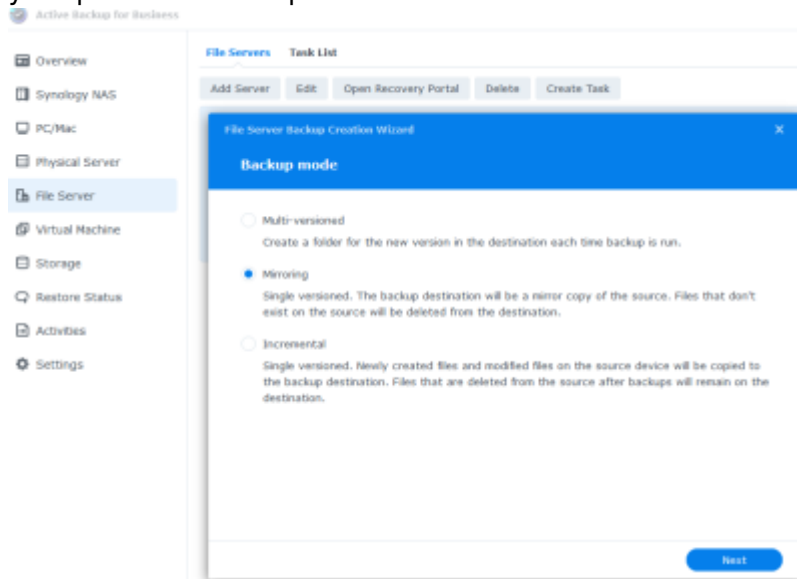 Active Backup for Business
Overview
Synology NAS
PC/Mac
Physical Server
File Server
Virtual Machine
Storage
Restore Status
Activities
Settings
File Servers Task List
Add Server Edit Open Recovery Portal Delete Create Task
File Server Backup Creation Wizard
Backup mode
Multi-versioned
Create a folder for the new version in the destination each time backup is run.
Mirroring
Single versioned. The backup destination will be a mirror copy of the source. Files that don't
exist on the source will be deleted from the destination.
Incremental
Single versioned. Newly created files and modified files on the source device will be copied to
the backup destination. Files that are deleted from the source after backups will remain on the
destination.
Next